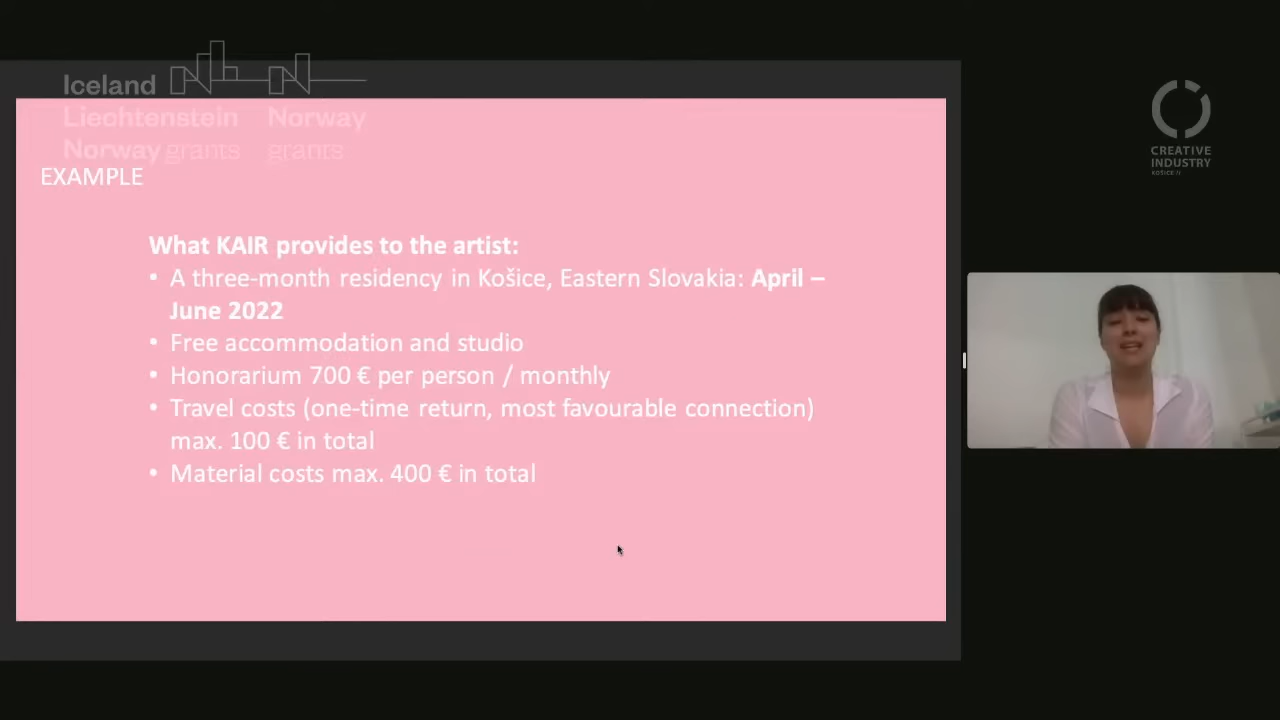 Iceland
Liechtenstein Norway
Norway grants grants
EXAMPLE
What KAIR provides to the artist:
• A three-month residency in Košice, Eastern Slovakia: April –
June 2022
• Free accommodation and studio
• Honorarium 700 € per person / monthly
• Travel costs (one-time return, most favourable connection)
max. 100 € in total
• Material costs max. 400 € in total
CREATIVE
INDUSTRY
KOŠICE //